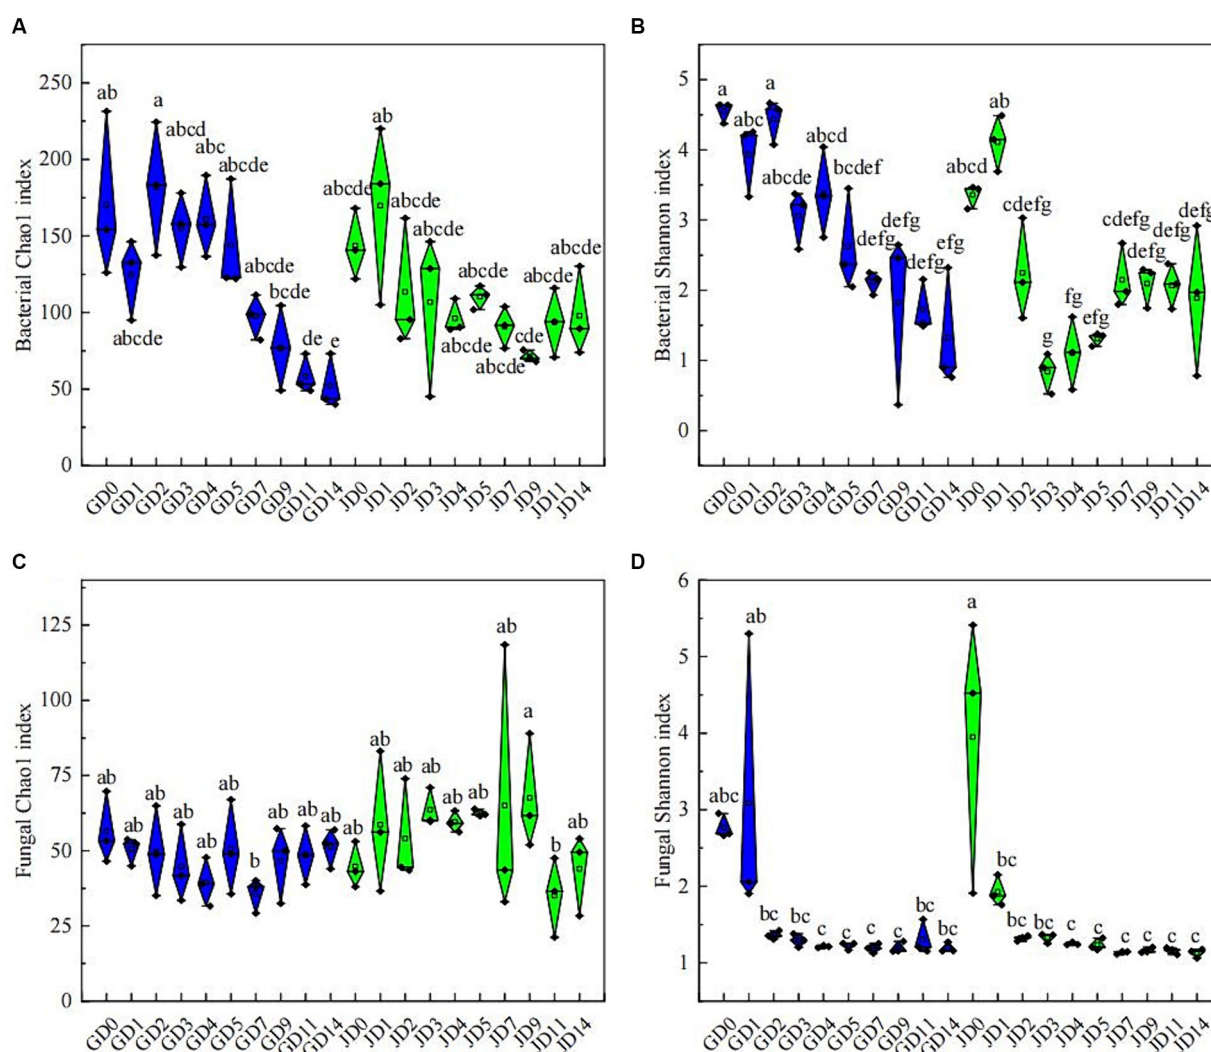 A
Bacterial Chao1 index
250
200
150
100
50
0
ab
abcde
a
abcd
abc
abcde
abcde
bcde
de
e
abcde
ab
abcde
abcde
abcde
abcde
abcde
cde
abcde
abcde
GD0 GD1 GD2 GD3 GD4 GD5 GD7 GD9 GD11 GD14 JD0 JD1 JD2 JD3 JD4 JD5 JD7 JD9 JD11 JD14
B
Bacterial Shannon index
5
4
3
2
1
0
a
abc
a
abcde
abcd
bcdef
defg
defg
defg
efg
abcd
ab
cdefg
g
fg
efg
cdefg
defg
defg
defg
GD0 GD1 GD2 GD3 GD4 GD5 GD7 GD9 GD11 GD14 JD0 JD1 JD2 JD3 JD4 JD5 JD7 JD9 JD11 JD14
C
Fungal Chao1 index
125
100
75
50
25
0
ab
ab
ab
ab
ab
ab
b
ab
ab
ab
ab
ab
ab
ab
ab
ab
ab
a
b
ab
GD0 GD1 GD2 GD3 GD4 GD5 GD7 GD9 GD11 GD14 JD0 JD1 JD2 JD3 JD4 JD5 JD7 JD9 JD11 JD14
D
Fungal Shannon index
6
5
4
3
2
1
abc
ab
bc
bc
c
c
c
c
bc
bc
a
bc
bc
bc
c
c
c
c
c
c
GD0 GD1 GD2 GD3 GD4 GD5 GD7 GD9 GD11 GD14 JD0 JD1 JD2 JD3 JD4 JD5 JD7 JD9 JD11 JD14